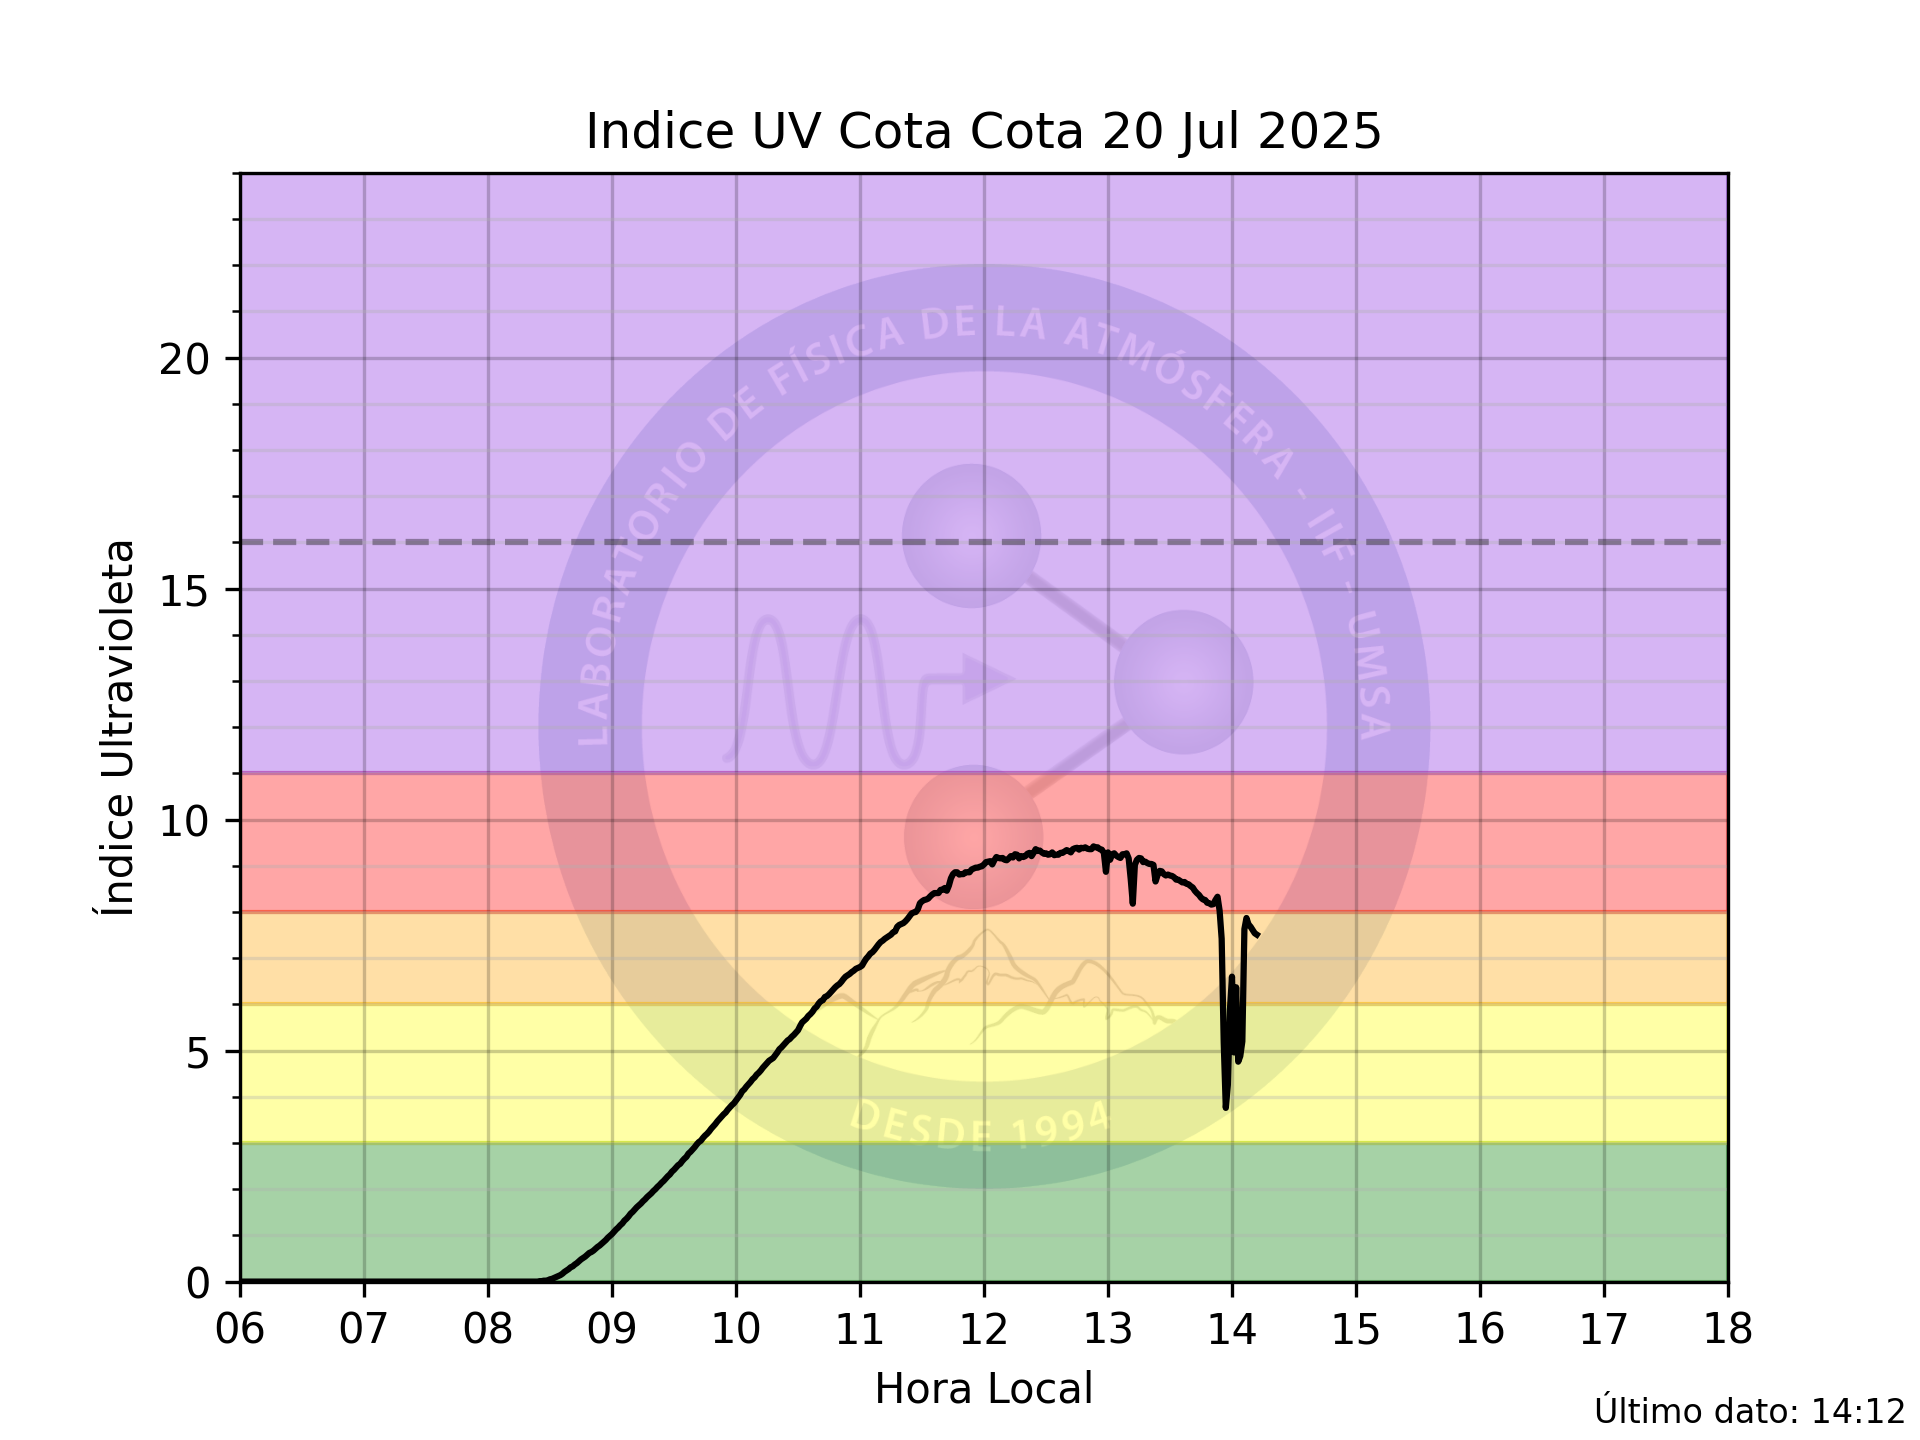 Indice UV Cota Cota 20 Jul 2025
LABORATORIO DE FÍSICA DE LA ATMÓSFERA - IIF - UMSA
DESDE 1994
Índice Ultravioleta
20
15
10
5
0
06 07 08 09 10 11 12 13 14 15 16 17 18
Hora Local
Último dato: 14:12